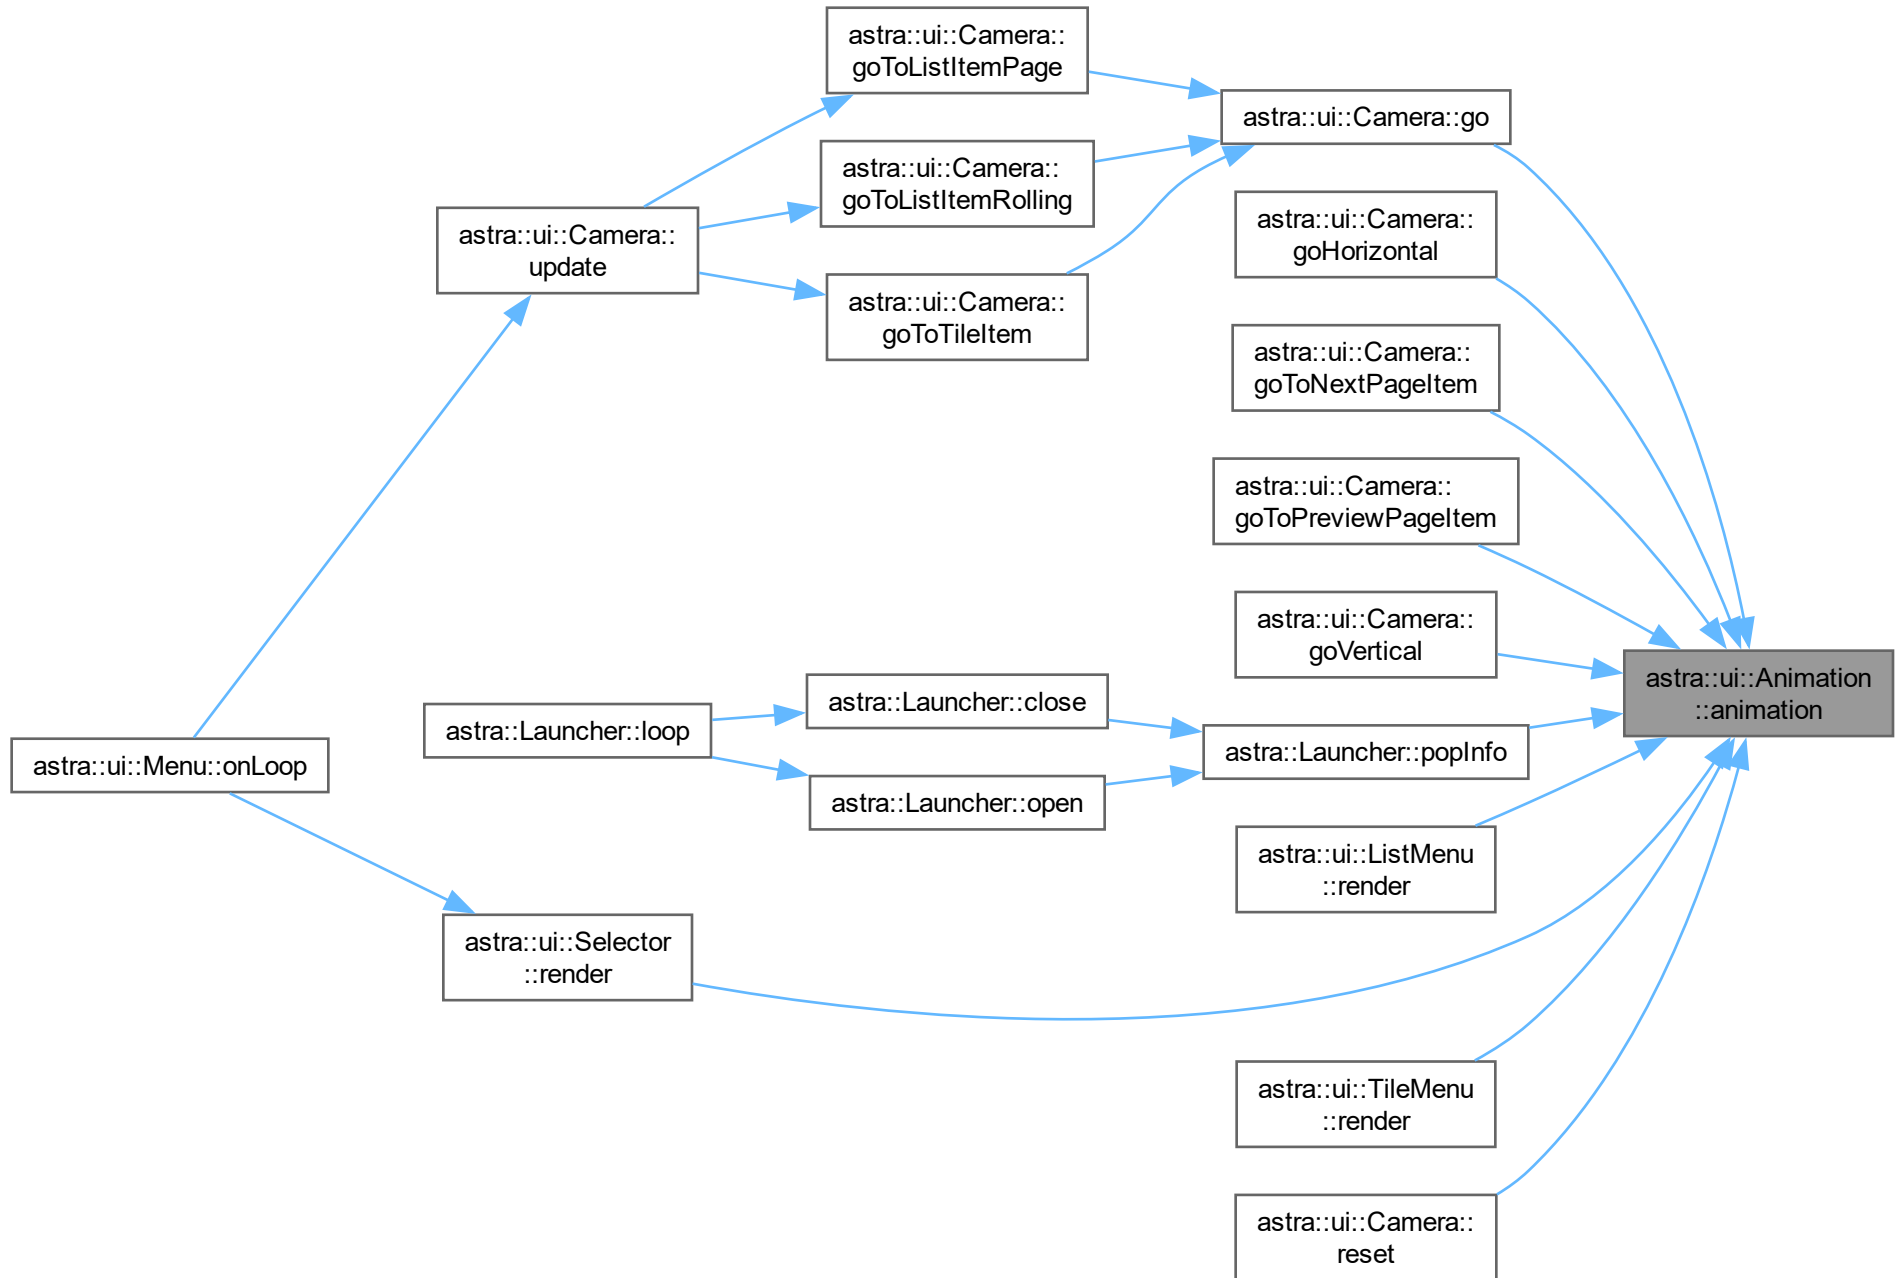 astra::ui::Camera::
goToListItemPage
astra::ui::Camera::go
astra::ui::Camera::
goToListItemRolling
astra::ui::Camera::
goHorizontal
astra::ui::Camera::
update
astra::ui::Camera::
goToTileItem
astra::ui::Camera::
goToNextPageItem
astra::ui::Camera::
goToPreviewPageItem
astra::ui::Camera::
goVertical
astra::ui::Animation
::animation
astra::Launcher::close
astra::Launcher::loop
astra::Launcher::popInfo
astra::ui::Menu::onLoop
astra::Launcher::open
astra::ui::ListMenu
::render
astra::ui::Selector
::render
astra::ui::TileMenu
::render
astra::ui::Camera::
reset